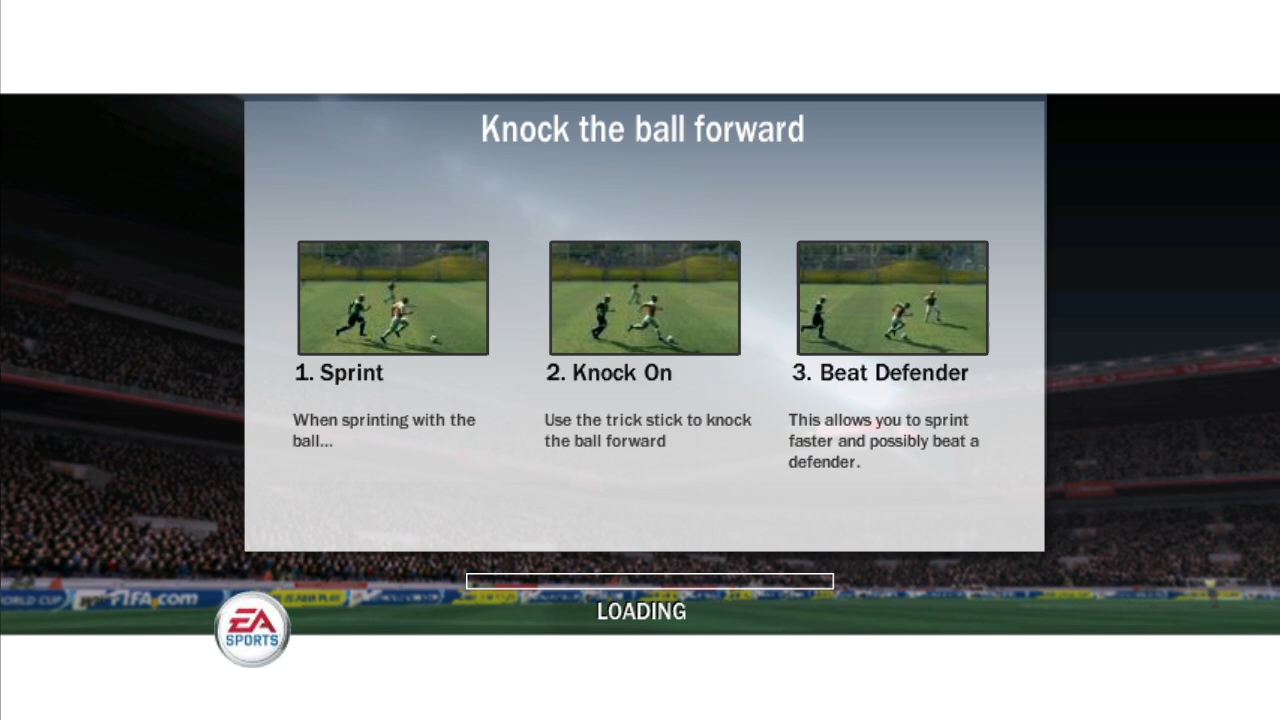 Knock the ball forward
1. Sprint
When sprinting with the
ball...
2. Knock On
Use the trick stick to knock
the ball forward
3. Beat Defender
This allows you to sprint
faster and possibly beat a
defender.
WORLD CUP
FIFA.com
LOADING
EA
SPORTS